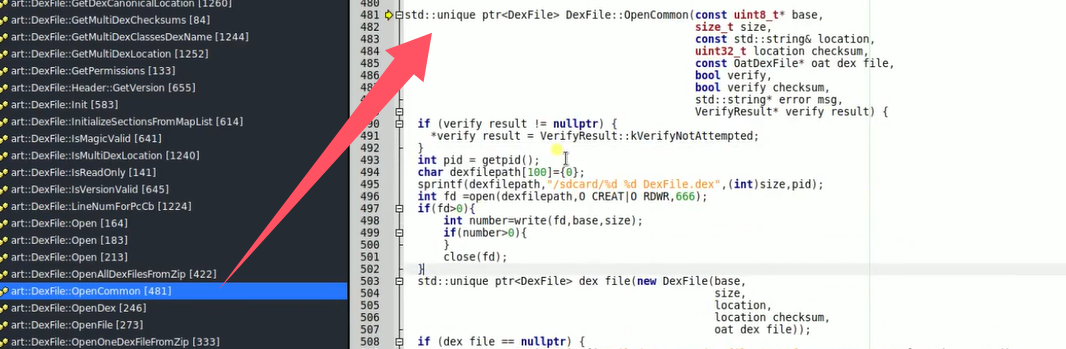 art::DexFile::GetDexCanonicalLocation [1260]
art::DexFile::GetMultiDexChecksums [84]
art::DexFile::GetMultiDexClassesDexName [1244]
art::DexFile::GetMultiDexLocation [1252]
art::DexFile::GetPermissions [133]
art::DexFile::Header::GetVersion [655]
art::DexFile::Init [583]
art::DexFile::InitializeSectionsFromMapList [614]
art::DexFile::IsMagicValid [641]
art::DexFile::IsMultiDexLocation [1240]
art::DexFile::IsReadOnly [141]
art::DexFile::IsVersionValid [645]
art::DexFile::LineNumForPcCb [1224]
art::DexFile::Open [164]
art::DexFile::Open [183]
art::DexFile::Open [213]
art::DexFile::OpenAllDexFilesFromZip [422]
art::DexFile::OpenCommon [481]
art::DexFile::OpenDex [246]
art::DexFile::OpenFile [273]
art::DexFile::OpenOneDexFileFromZip [333]
480
481 std::unique ptr<DexFile> DexFile::OpenCommon(const uint8_t* base,
482 size_t size,
483 const std::string& location,
484 uint32_t location checksum,
485 const OatDexFile* oat dex file,
486 bool verify,
bool verify checksum,
std::string* error msg,
VerifyResult* verify result) {
490 if (verify result != nullptr) {
491 *verify result = VerifyResult::kVerifyNotAttempted;
492 }
493 int pid = getpid();
494 char dexfilepath[100]={0};
495 sprintf(dexfilepath,"/sdcard/%d %d DexFile.dex",(int)size,pid);
496 int fd =open(dexfilepath,O CREAT|O RDWR,666);
497 if(fd>0){
498 int number=write(fd,base,size);
499 if(number>0){
500 }
501 close(fd);
502 }
503 std::unique ptr<DexFile> dex file(new DexFile(base,
504 size,
505 location,
506 location checksum,
507 oat dex file));
508 if (dex file == nullptr) {